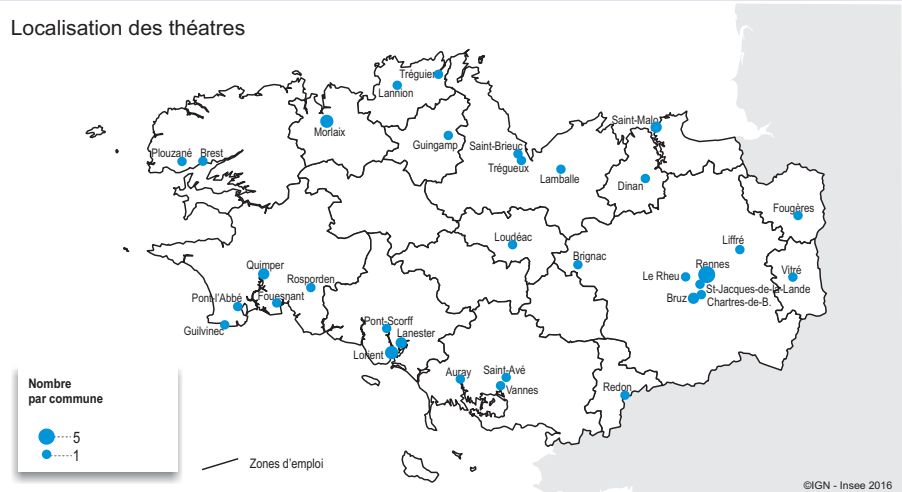 Localisation des théatres
Tréguier
Lannion
Morlaix
Guingamp
Saint-Malo
Saint-Brieuc
Trégueux
Plouzané
Brest
Lamballe
Dinan
Fougères
Loudéac
Liffré
Brignac
Quimper
Rennes
Le Rheu
Vitré
Rosporden
St-Jacques-de-la-Lande
Pont-l'Abbé
Fouesnant
Bruz
Chartres-de-B.
Guilvinec
Pont-Scorff
Lanester
Lorient
Auray
Saint-Avé
Vannes
Redon
Nombre
par commune
5
1
Zones d'emploi
©IGN - Insee 2016